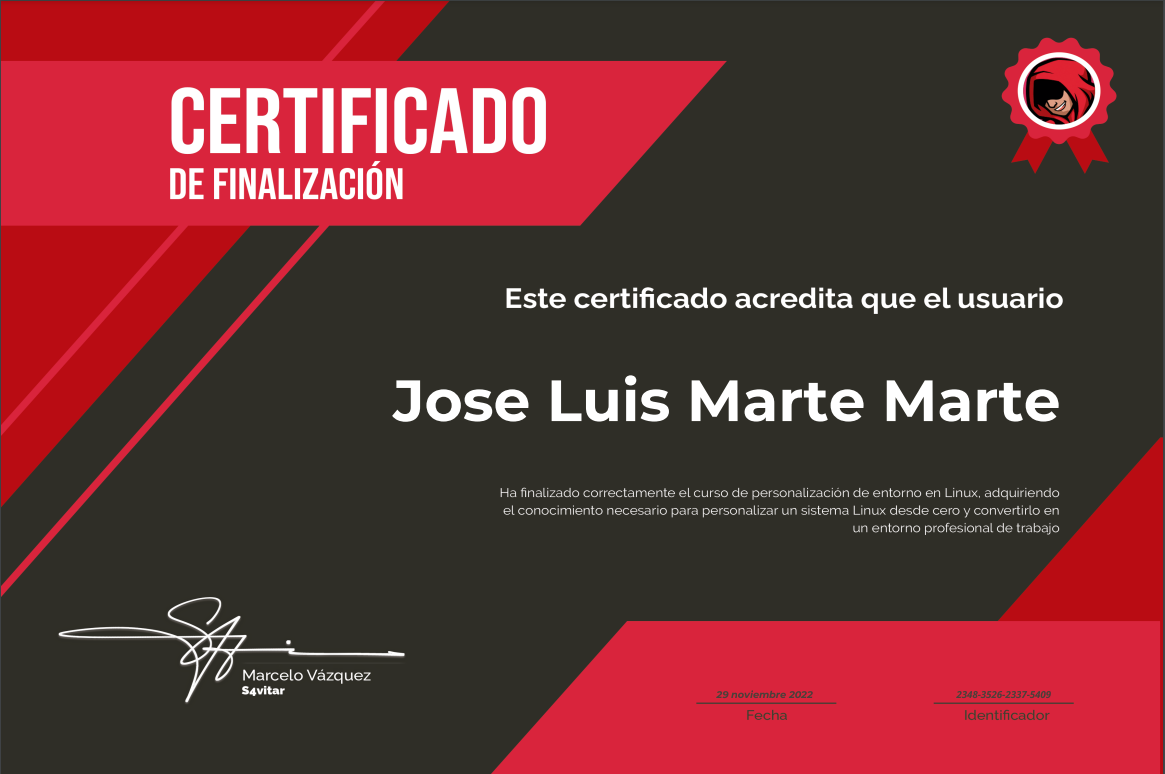 CERTIFICADO
DE FINALIZACIÓN
Este certificado acredita que el usuario
Jose Luis Marte Marte
Ha finalizado correctamente el curso de personalización de entorno en Linux, adquiriendo
el conocimiento necesario para personalizar un sistema Linux desde cero y convertirlo en
un entorno profesional de trabajo
Marcelo Vázquez
S4vitar
29 noviembre 2022
Fecha
2348-3526-2337-5409
Identificador